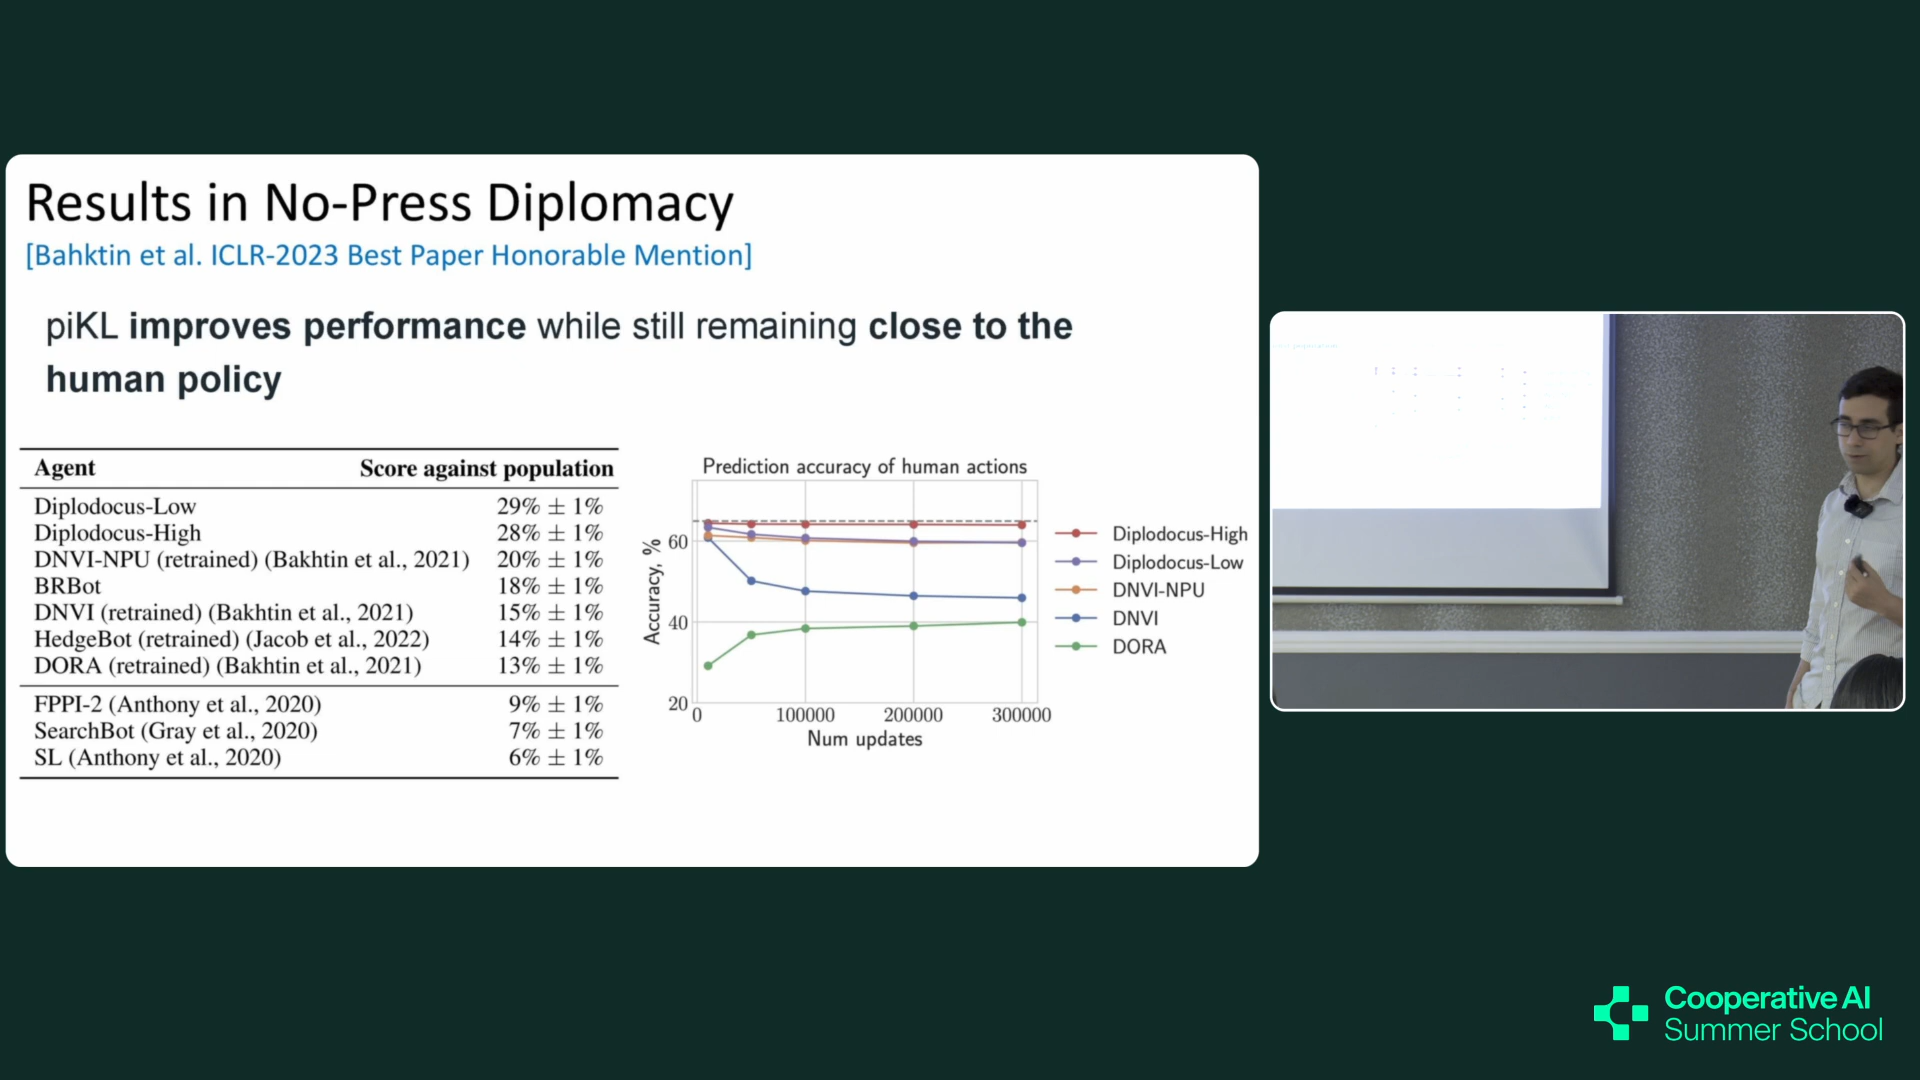 Results in No-Press Diplomacy
[Bahktin et al. ICLR-2023 Best Paper Honorable Mention]
piKL improves performance while still remaining close to the
human policy
Agent Score against population
Diplodocus-Low 29% ± 1%
Diplodocus-High 28% ± 1%
DNVI-NPU (retrained) (Bakhtin et al., 2021) 20% ± 1%
BRBot 18% ± 1%
DNVI (retrained) (Bakhtin et al., 2021) 15% ± 1%
HedgeBot (retrained) (Jacob et al., 2022) 14% ± 1%
DORA (retrained) (Bakhtin et al., 2021) 13% ± 1%
FPPI-2 (Anthony et al., 2020) 9% ± 1%
SearchBot (Gray et al., 2020) 7% ± 1%
SL (Anthony et al., 2020) 6% ± 1%
Prediction accuracy of human actions
Accuracy, %
60
40
20
0 100000 200000 300000
Num updates
Diplodocus-High
Diplodocus-Low
DNVI-NPU
DNVI
DORA
Cooperative AI
Summer School